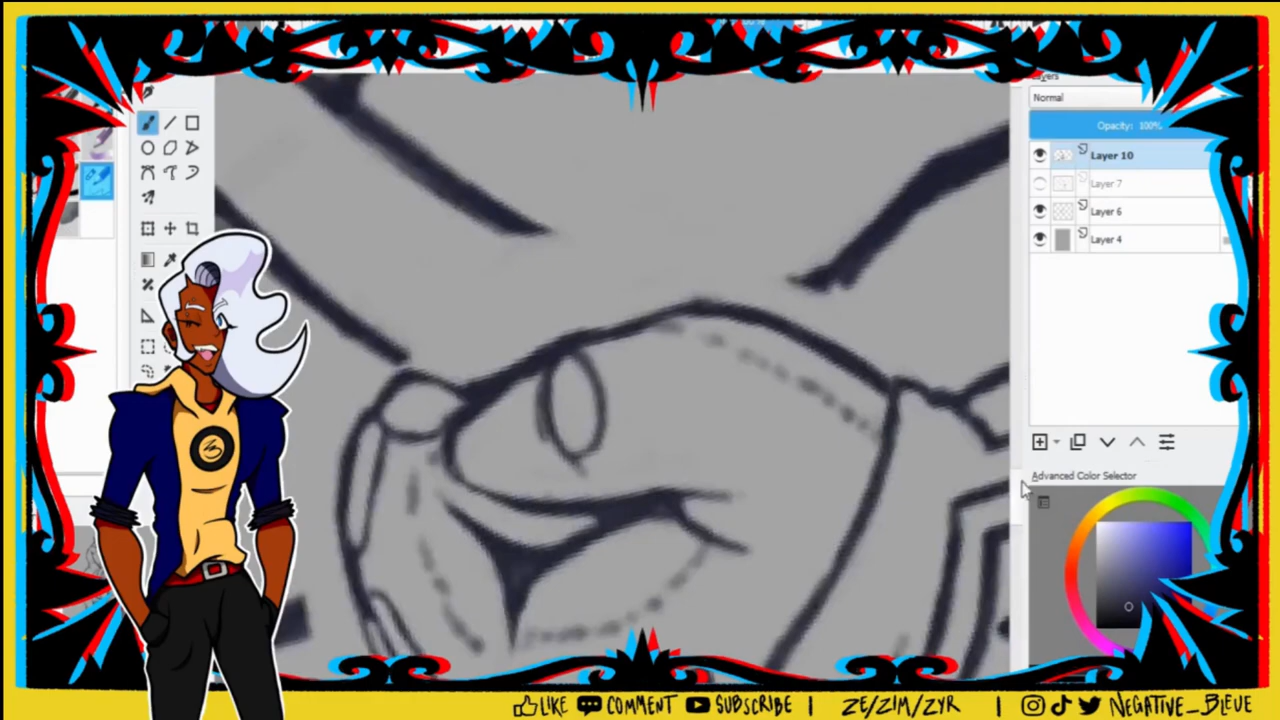 Layers
Normal
Opacity: 100%
Layer 10
Layer 7
Layer 6
Layer 4
Advanced Color Selector
LIKE COMMENT SUBSCRIBE | ZE/ZIM/ZYR | NEGATIVE_BLEUE